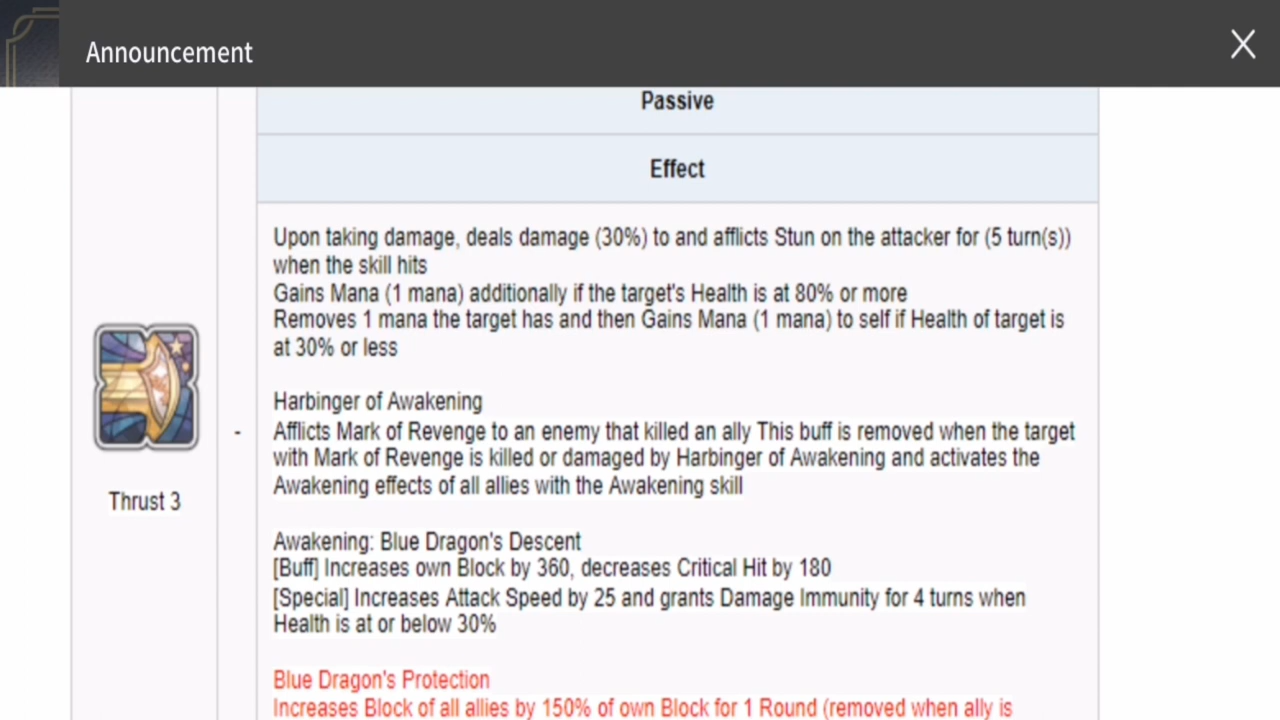 Announcement
Passive
Effect
Upon taking damage, deals damage (30%) to and afflicts Stun on the attacker for (5 turn(s))
when the skill hits
Gains Mana (1 mana) additionally if the target's Health is at 80% or more
Removes 1 mana the target has and then Gains Mana (1 mana) to self if Health of target is
at 30% or less
Harbinger of Awakening
Afflicts Mark of Revenge to an enemy that killed an ally This buff is removed when the target
with Mark of Revenge is killed or damaged by Harbinger of Awakening and activates the
Awakening effects of all allies with the Awakening skill
-
Thrust 3
Awakening: Blue Dragon's Descent
[Buff] Increases own Block by 360, decreases Critical Hit by 180
[Special] Increases Attack Speed by 25 and grants Damage Immunity for 4 turns when
Health is at or below 30%
Blue Dragon's Protection
Increases Block of all allies by 150% of own Block for 1 Round (removed when ally is